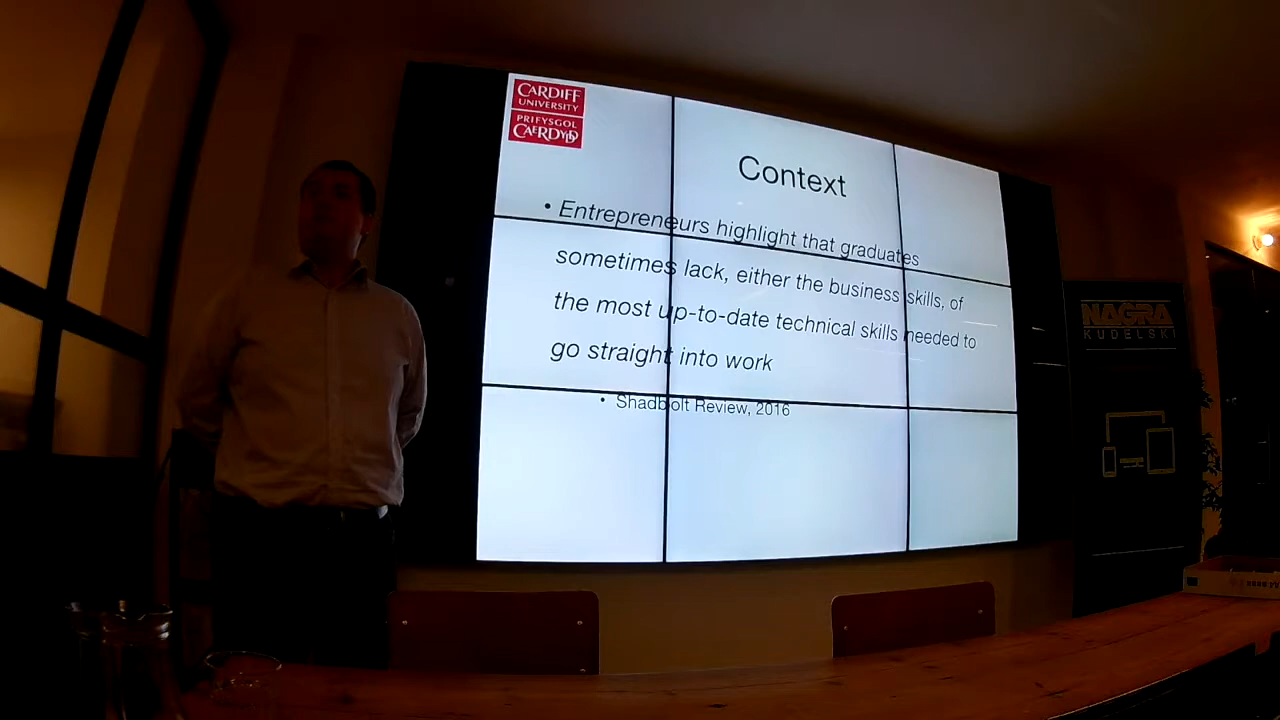 CARDIFF
UNIVERSITY
PRIFYSGOL
CAERDYDD
Context
• Entrepreneurs highlight that graduates
sometimes lack, either the business skills, of
the most up-to-date technical skills needed to
go straight into work
• Shadbolt Review, 2016
NAGRA
KUDELSKI